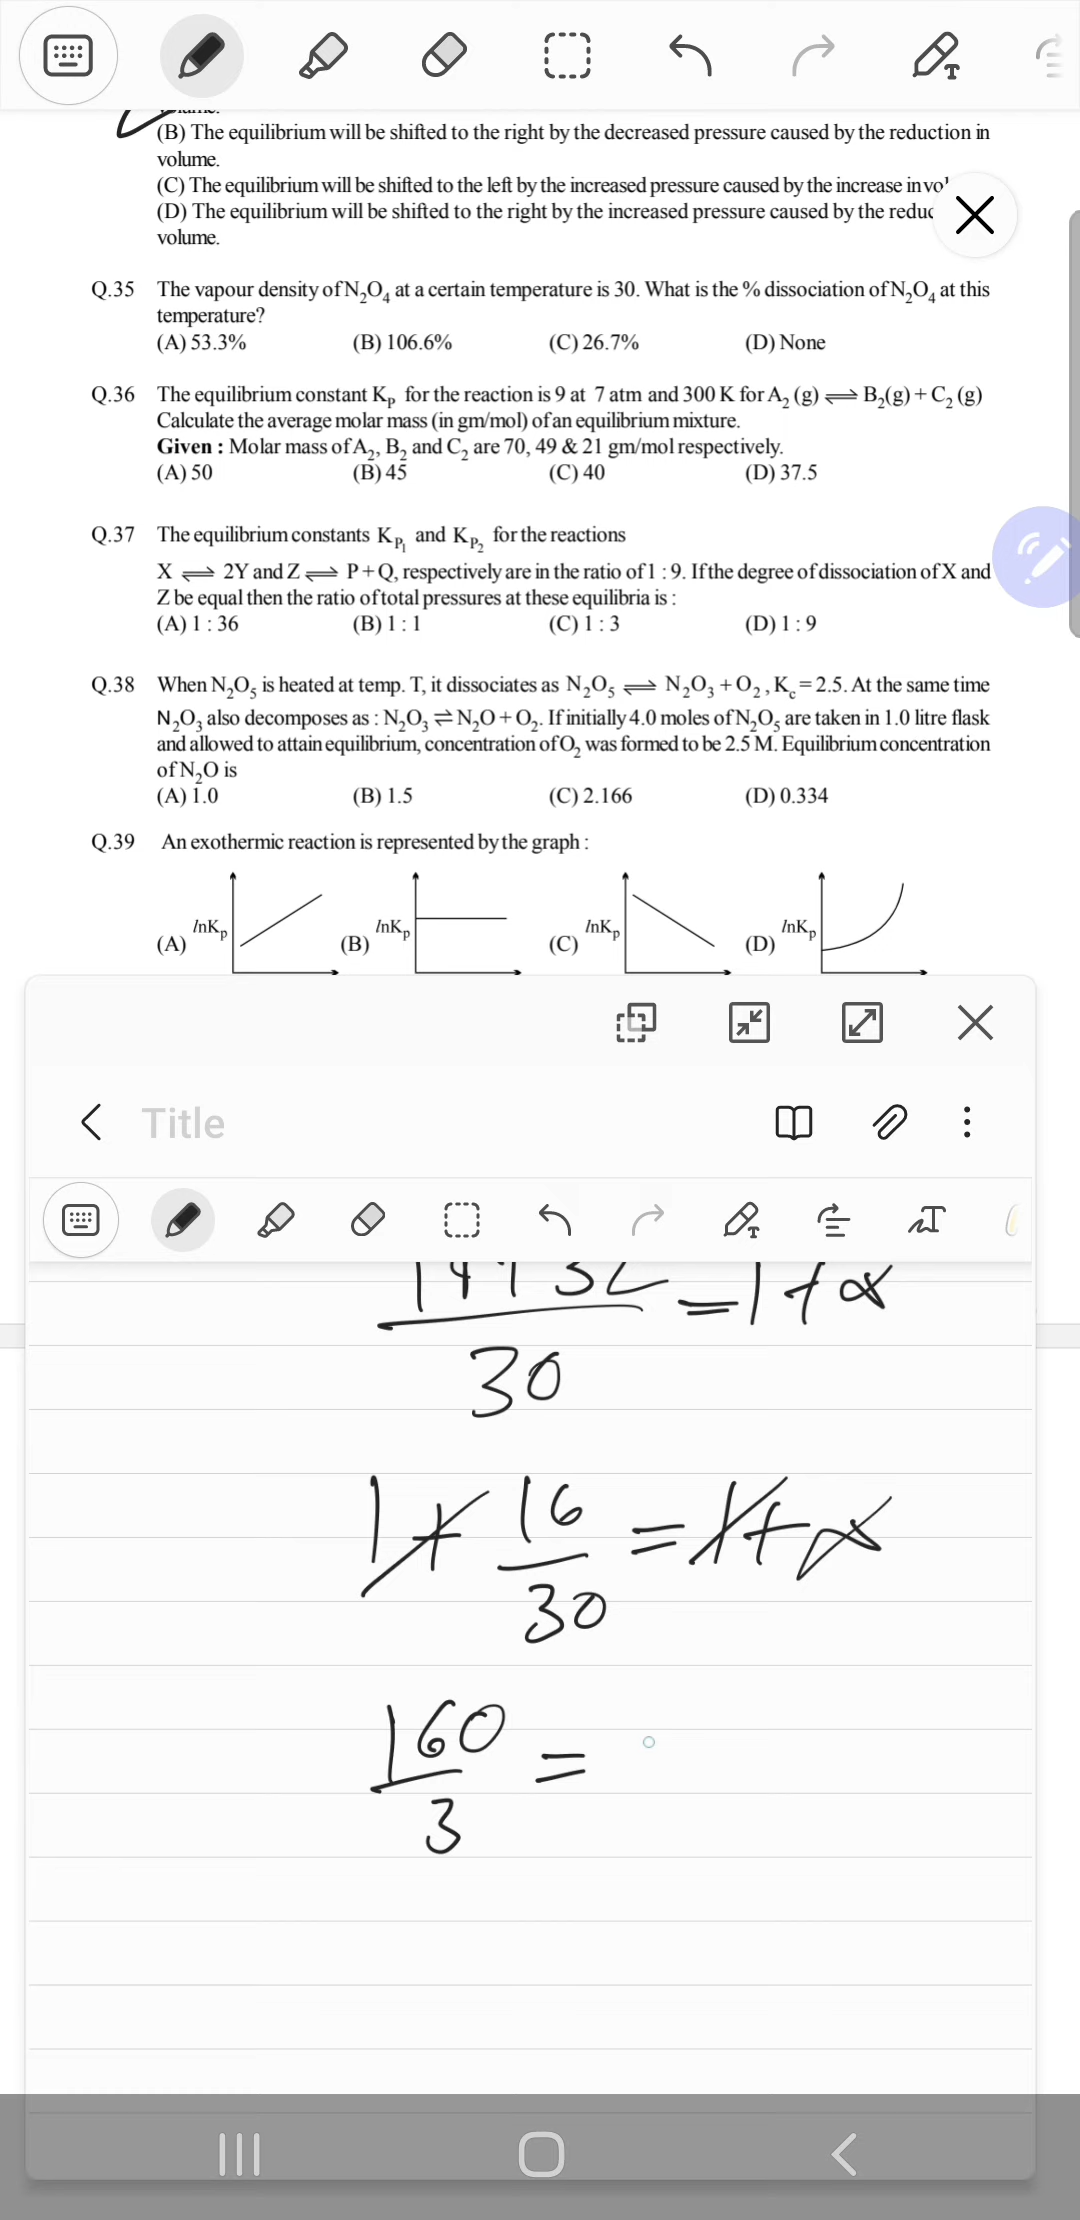 (B) The equilibrium will be shifted to the right by the decreased pressure caused by the reduction in
volume.
(C) The equilibrium will be shifted to the left by the increased pressure caused by the increase in
(D) The equilibrium will be shifted to the right by the increased pressure caused by the
volume.
Q.35 The vapour density of N₂O₄ at a certain temperature is 30. What is the % dissociation of N₂O₄ at this
temperature?
(A) 53.3% (B) 106.6% (C) 26.7% (D) None
Q.36 The equilibrium constant Kₚ for the reaction is 9 at 7 atm and 300 K for A₂ (g) ⇌ B₂(g) + C₂ (g)
Calculate the average molar mass (in gm/mol) of an equilibrium mixture.
Given : Molar mass of A₂, B₂ and C₂ are 70, 49 & 21 gm/mol respectively.
(A) 50 (B) 45 (C) 40 (D) 37.5
Q.37 The equilibrium constants K_P₁ and K_P₂ for the reactions
X ⇌ 2Y and Z ⇌ P + Q, respectively are in the ratio of 1 : 9. If the degree of dissociation of X and
Z be equal then the ratio of total pressures at these equilibria is :
(A) 1 : 36 (B) 1 : 1 (C) 1 : 3 (D) 1 : 9
Q.38 When N₂O₅ is heated at temp. T, it dissociates as N₂O₅ ⇌ N₂O₃ + O₂ , K_c = 2.5. At the same time
N₂O₃ also decomposes as : N₂O₃ ⇌ N₂O + O₂. If initially 4.0 moles of N₂O₅ are taken in 1.0 litre flask
and allowed to attain equilibrium, concentration of O₂ was formed to be 2.5 M. Equilibrium concentration
of N₂O is
(A) 1.0 (B) 1.5 (C) 2.166 (D) 0.334
Q.39 An exothermic reaction is represented by the graph :
(A) lnKₚ (B) lnKₚ (C) lnKₚ (D) lnKₚ
Title
= 1 + α
30
1 + 16 = 1 + α
30
160 =
3